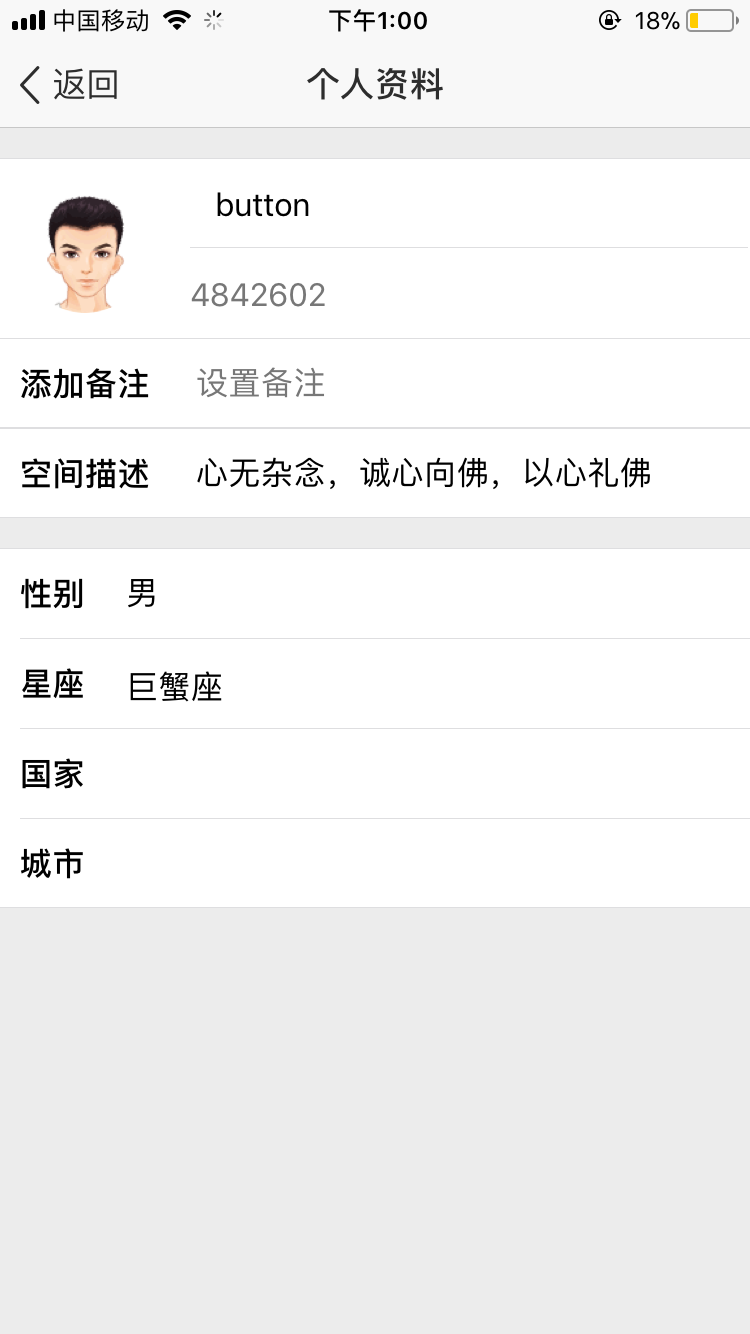 中国移动 下午1:00 18%
返回 个人资料
button
4842602
添加备注 设置备注
空间描述 心无杂念，诚心向佛，以心礼佛
性别 男
星座 巨蟹座
国家
城市